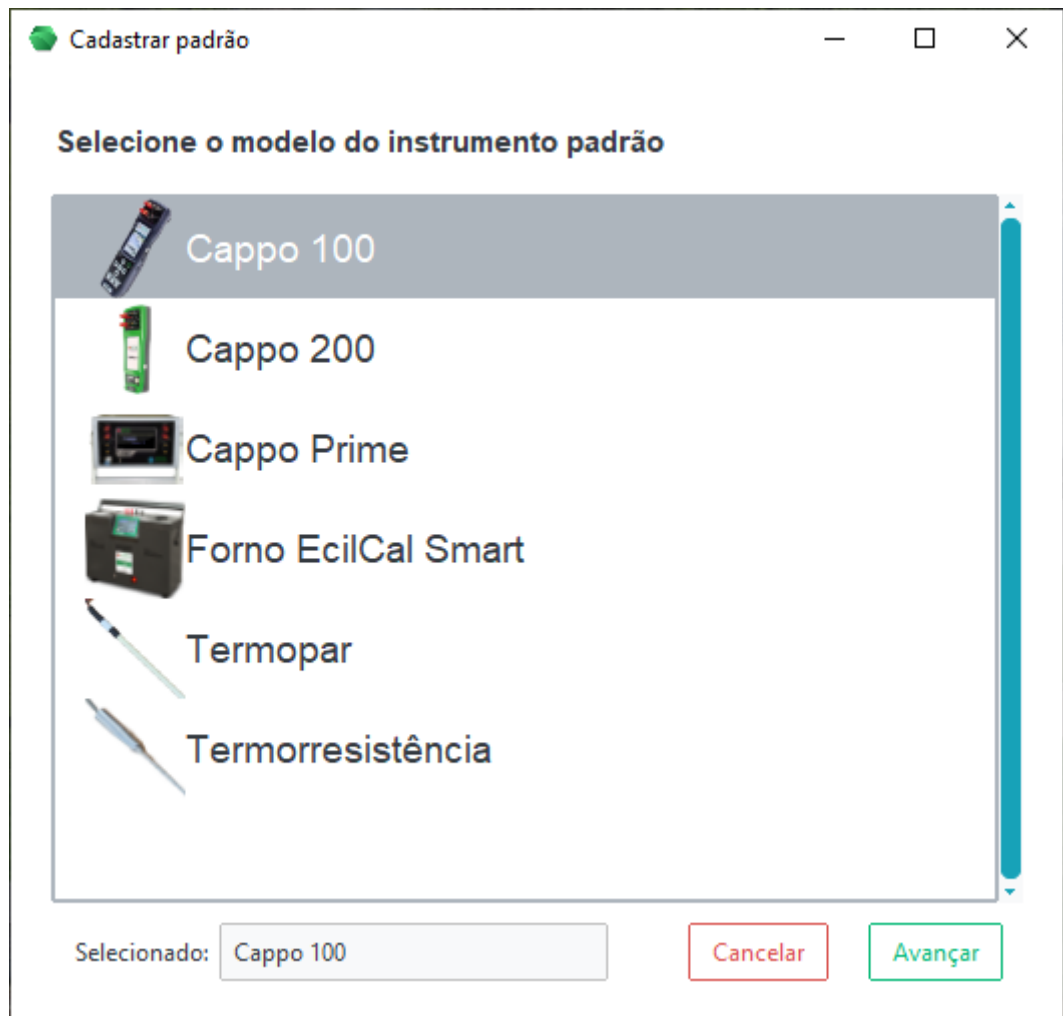 Cadastrar padrão
Selecione o modelo do instrumento padrão
Cappo 100
Cappo 200
Cappo Prime
Forno EcilCal Smart
Termopar
Termorresistência
Selecionado: Cappo 100 Cancelar Avançar